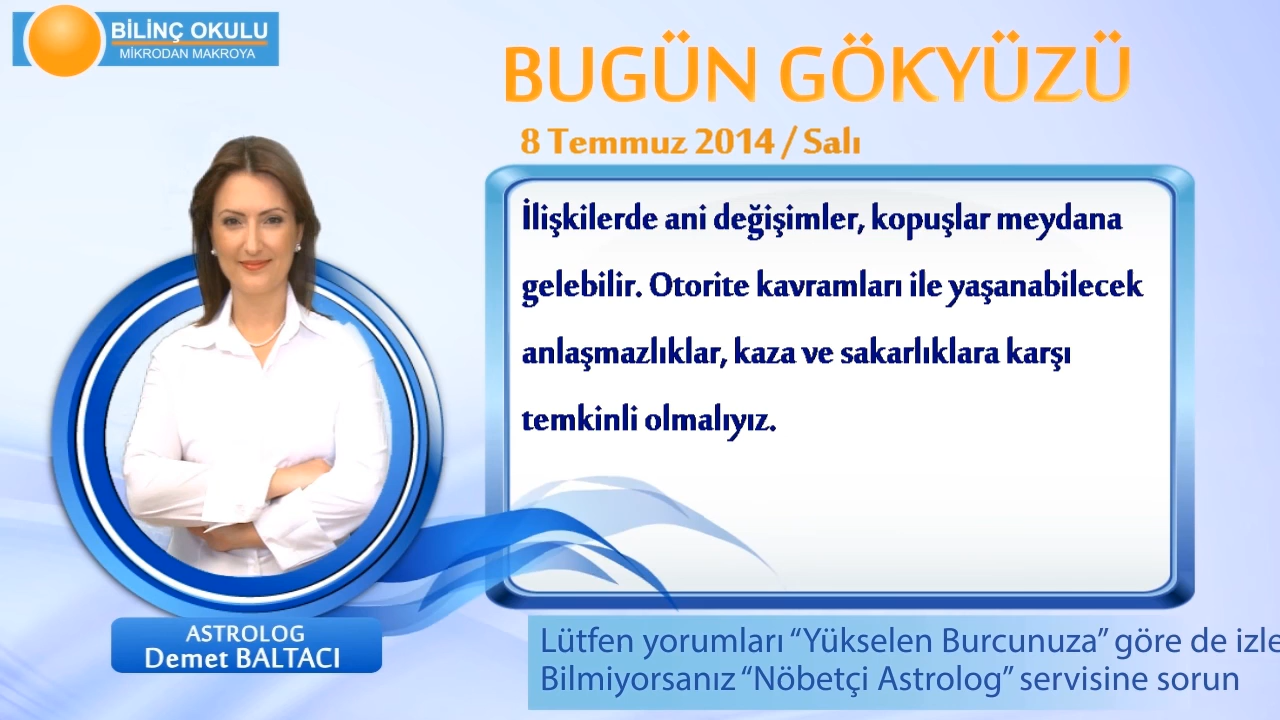 BİLİNÇ OKULU
MİKRODAN MAKROYA
BUGÜN GÖKYÜZÜ
8 Temmuz 2014 / Salı
İlişkilerde ani değişimler, kopuşlar meydana
gelebilir. Otorite kavramları ile yaşanabilecek
anlaşmazlıklar, kaza ve sakarlıklara karşı
temkinli olmalıyız.
ASTROLOG
Demet BALTACI
Lütfen yorumları “Yükselen Burcunuza” göre de izle
Bilmiyorsanız “Nöbetçi Astrolog” servisine sorun